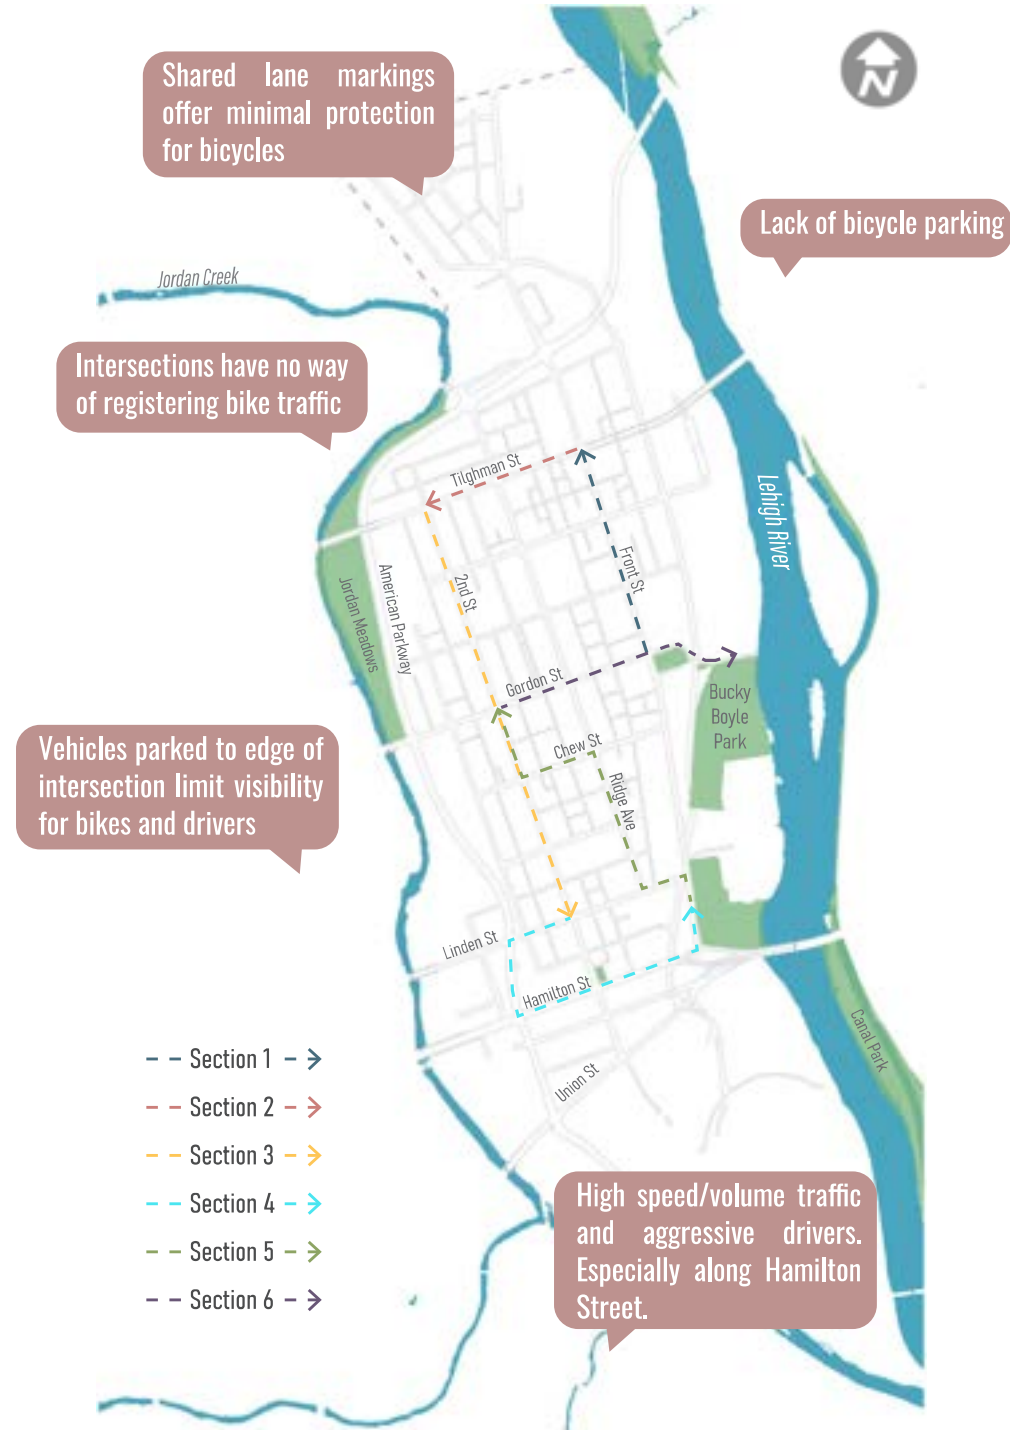 N
Shared lane markings
offer minimal protection
for bicycles
Lack of bicycle parking
Jordan Creek
Intersections have no way
of registering bike traffic
Tilghman St
Lehigh River
Front St
2nd St
American Parkway
Jordan Meadows
Gordon St
Bucky
Boyle
Park
Chew St
Vehicles parked to edge of
intersection limit visibility
for bikes and drivers
Ridge Ave
Linden St
Hamilton St
Canal Park
Union St
Section 1
Section 2
Section 3
Section 4
Section 5
Section 6
High speed/volume traffic
and aggressive drivers.
Especially along Hamilton
Street.